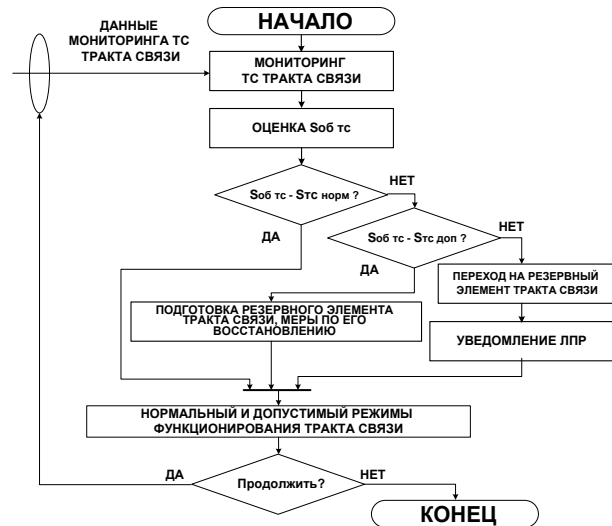 НАЧАЛО
ДАННЫЕ
МОНИТОРИНГА ТС
ТРАКТА СВЯЗИ
МОНИТОРИНГ
ТС ТРАКТА СВЯЗИ
ОЦЕНКА Sоб тс
Sоб тс - Sтс норм ?
НЕТ
ДА
Sоб тс - Sтс доп ?
НЕТ
ДА
ПЕРЕХОД НА РЕЗЕРВНЫЙ
ЭЛЕМЕНТ ТРАКТА СВЯЗИ
ПОДГОТОВКА РЕЗЕРВНОГО ЭЛЕМЕНТА
ТРАКТА СВЯЗИ, МЕРЫ ПО ЕГО
ВОССТАНОВЛЕНИЮ
УВЕДОМЛЕНИЕ ЛПР
НОРМАЛЬНЫЙ И ДОПУСТИМЫЙ РЕЖИМЫ
ФУНКЦИОНИРОВАНИЯ ТРАКТА СВЯЗИ
ДА
Продолжить?
НЕТ
КОНЕЦ